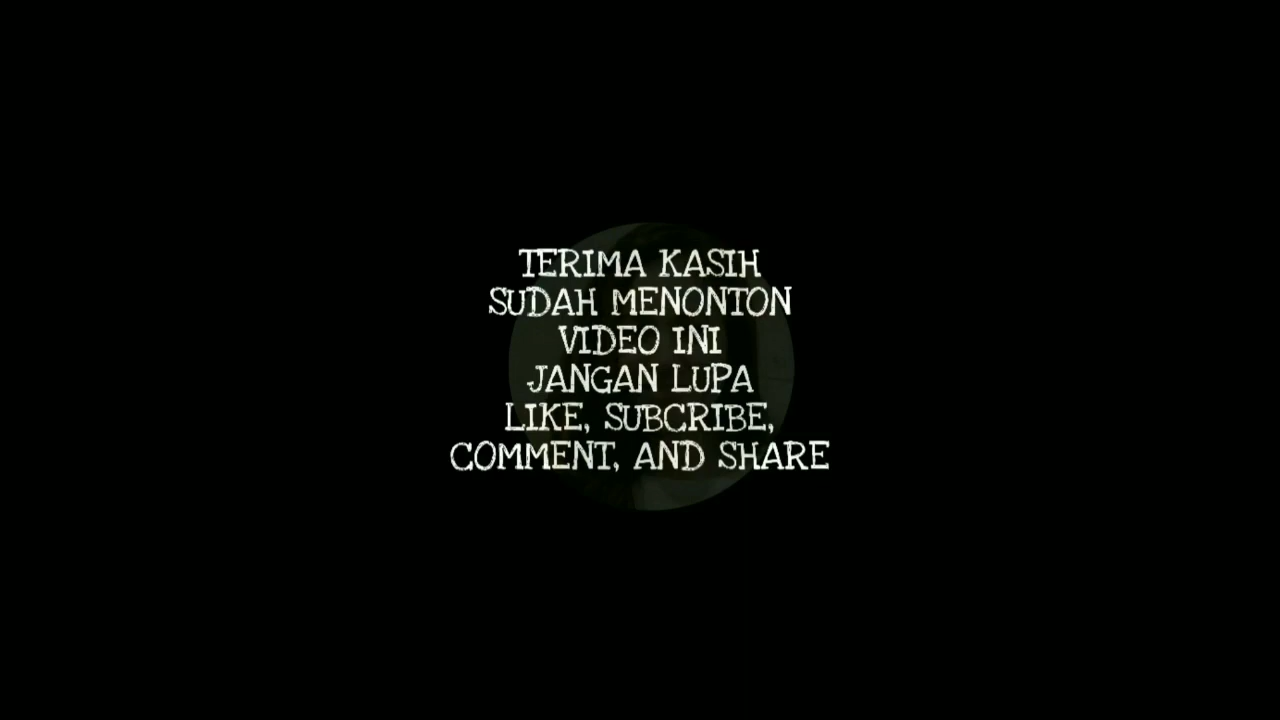 TERIMA KASIH
SUDAH MENONTON
VIDEO INI
JANGAN LUPA
LIKE, SUBCRIBE,
COMMENT, AND SHARE